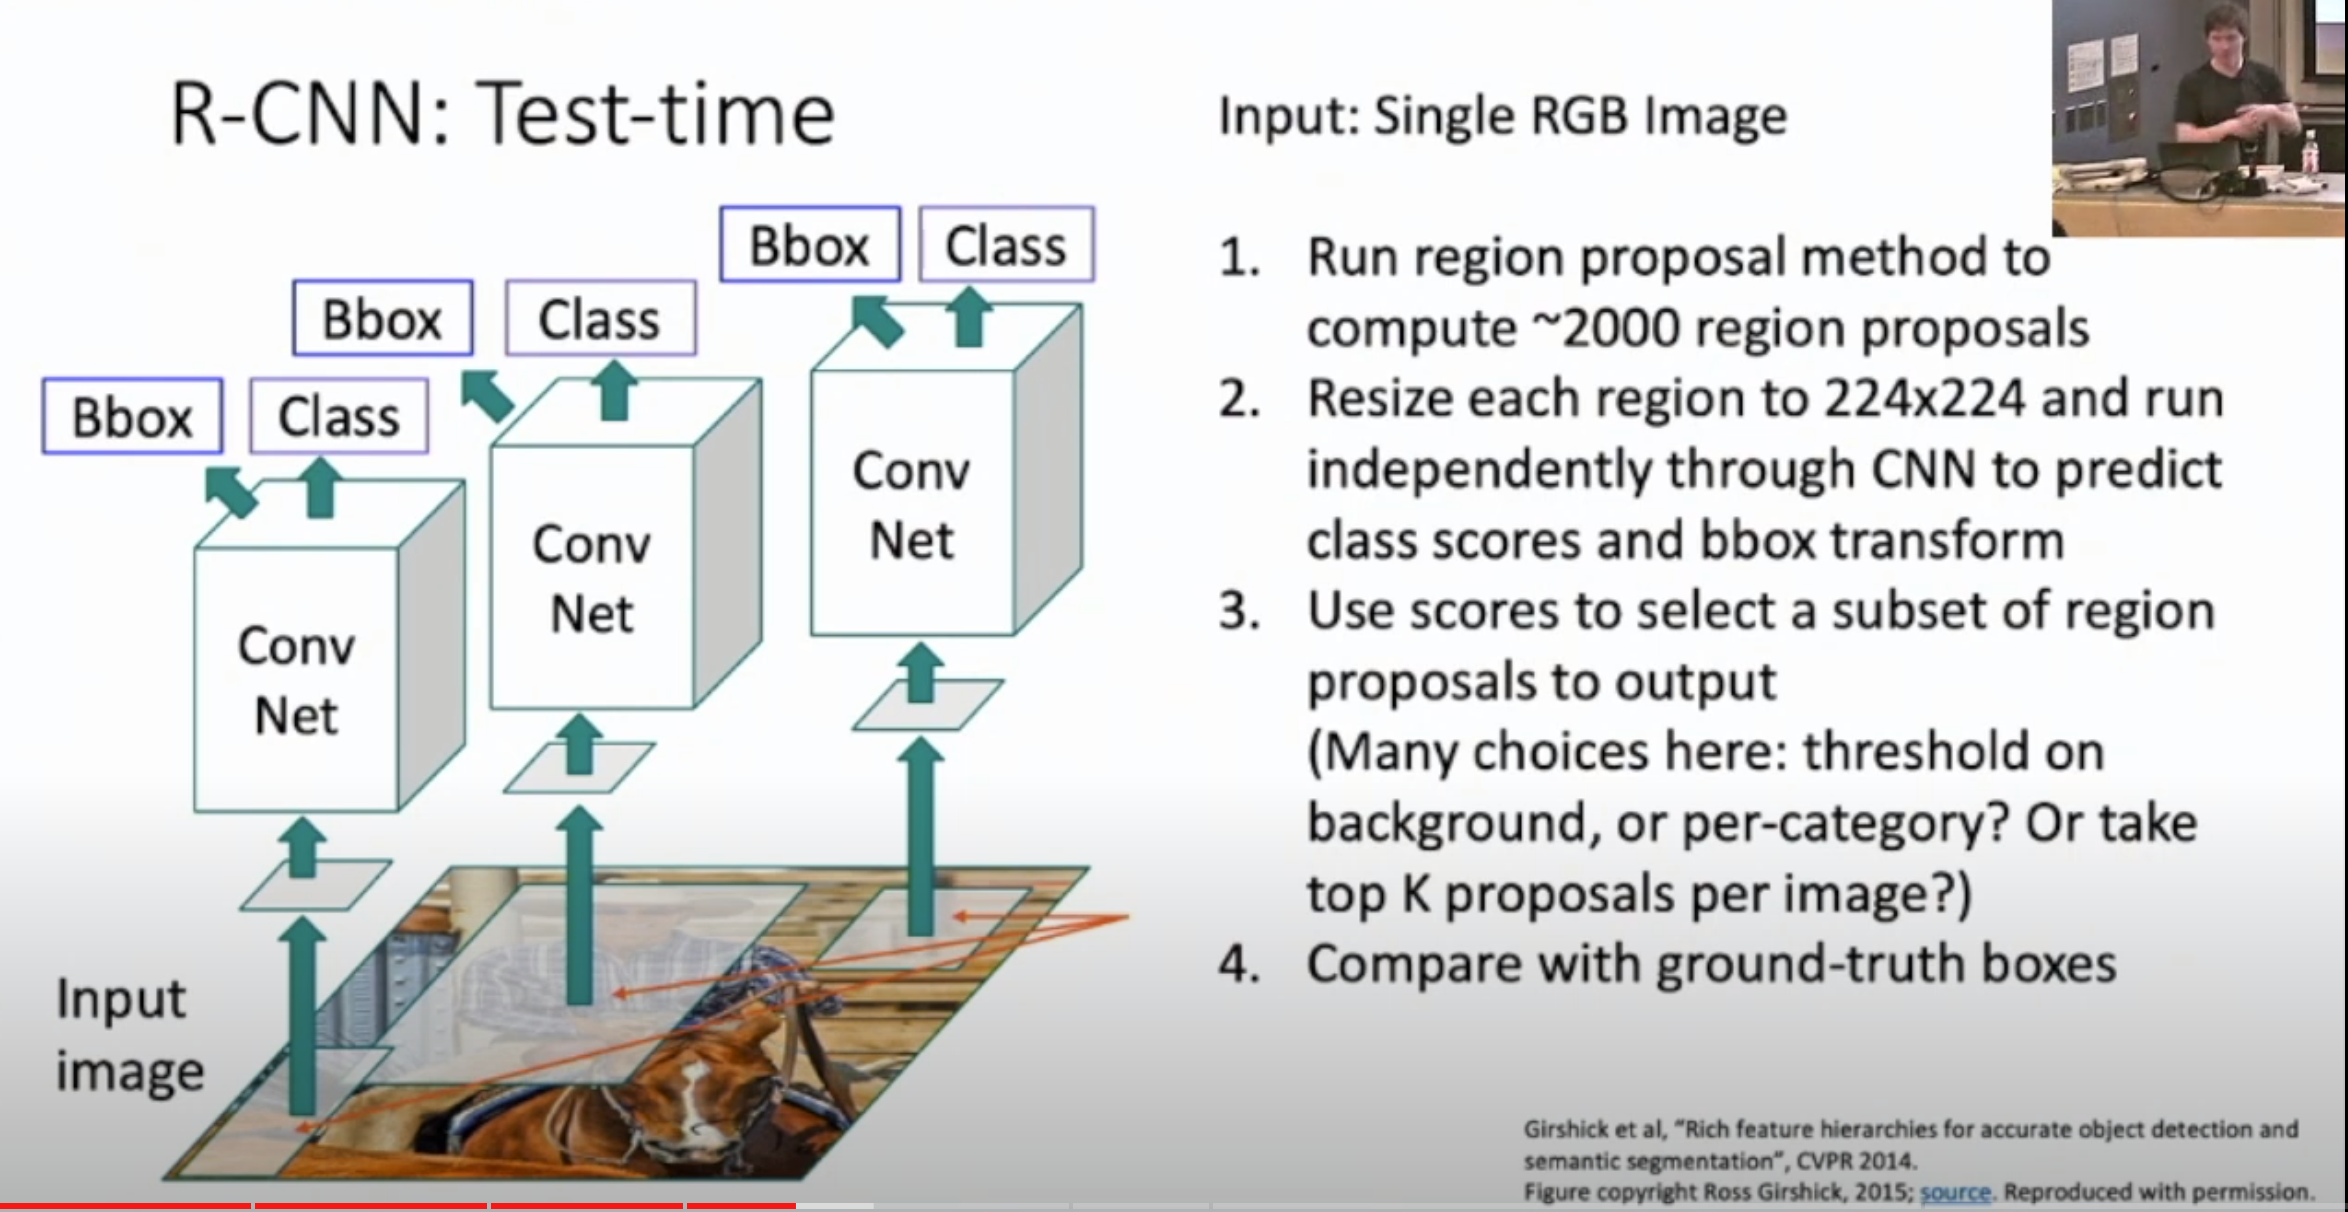 R-CNN: Test-time
Bbox
Class
Bbox
Class
Bbox
Class
Conv
Net
Conv
Net
Conv
Net
Input
image
Input: Single RGB Image
1. Run region proposal method to
compute ~2000 region proposals
2. Resize each region to 224x224 and run
independently through CNN to predict
class scores and bbox transform
3. Use scores to select a subset of region
proposals to output
(Many choices here: threshold on
background, or per-category? Or take
top K proposals per image?)
4. Compare with ground-truth boxes
Girshick et al, "Rich feature hierarchies for accurate object detection and
semantic segmentation", CVPR 2014.
Figure copyright Ross Girshick, 2015; source. Reproduced with permission.